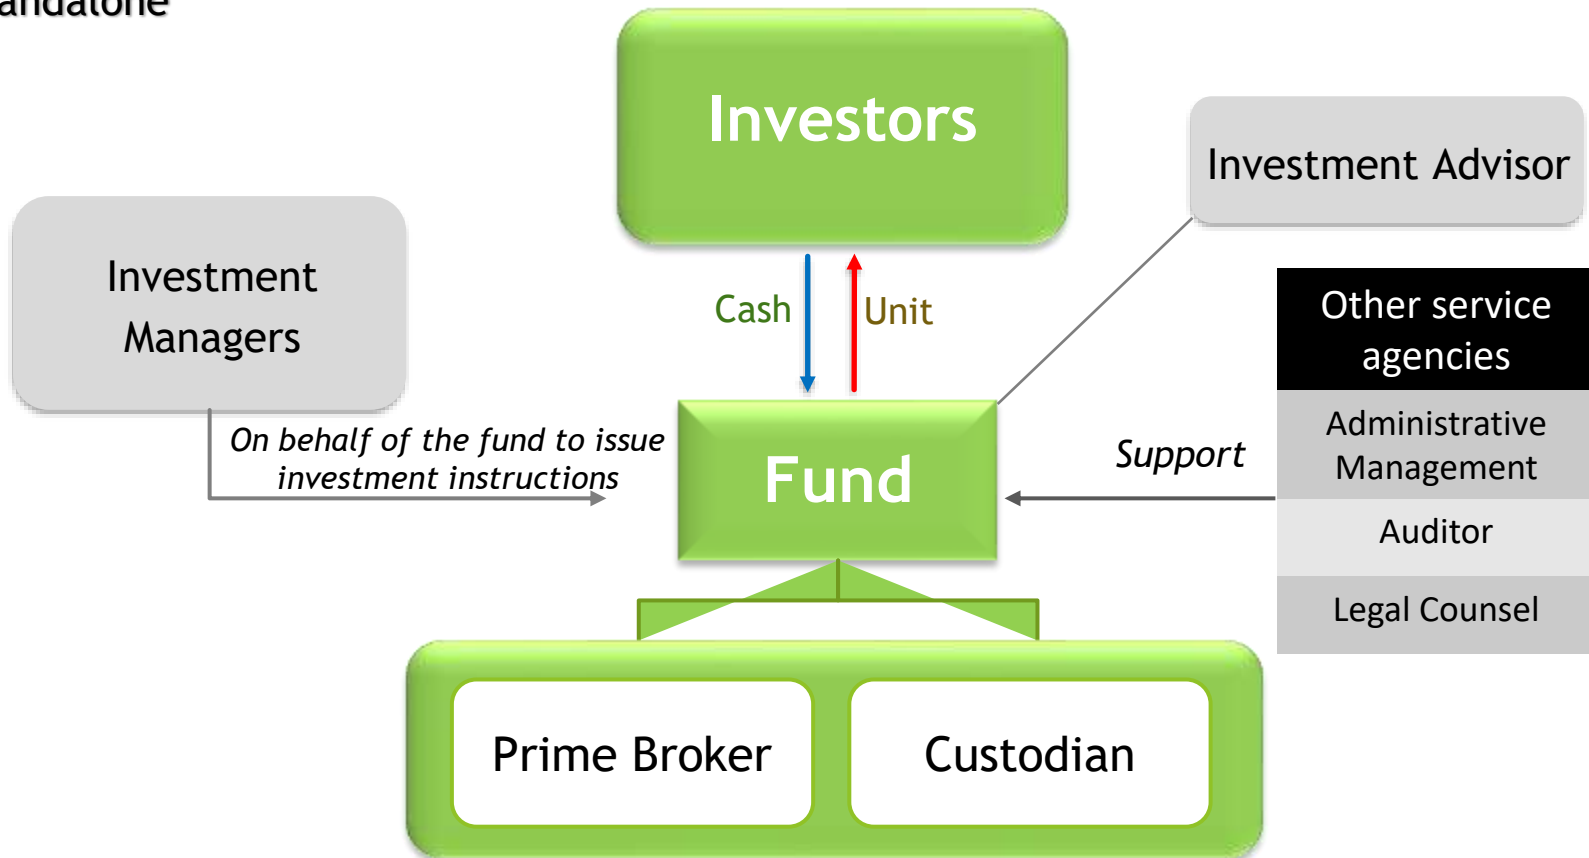 andalone
Investors
Investment Advisor
Investment
Managers
Cash
Unit
Other service
agencies
On behalf of the fund to issue
investment instructions
Fund
Support
Administrative
Management
Auditor
Legal Counsel
Prime Broker
Custodian